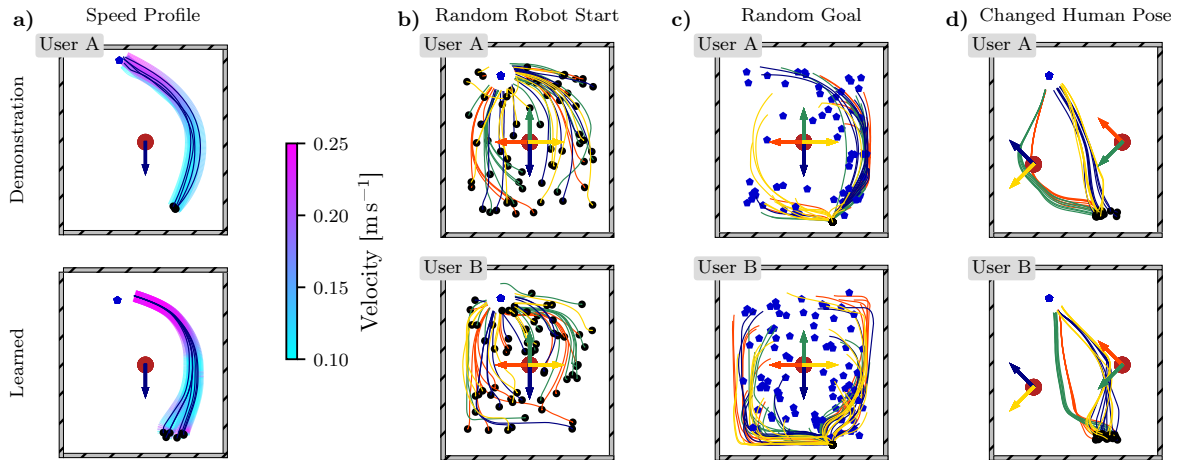 a) Speed Profile
b) Random Robot Start
c) Random Goal
d) Changed Human Pose
User A
User A
User A
User A
Demonstration
0.25
0.20
0.15
0.10
Velocity [m s⁻¹]
Learned
User B
User B
User B